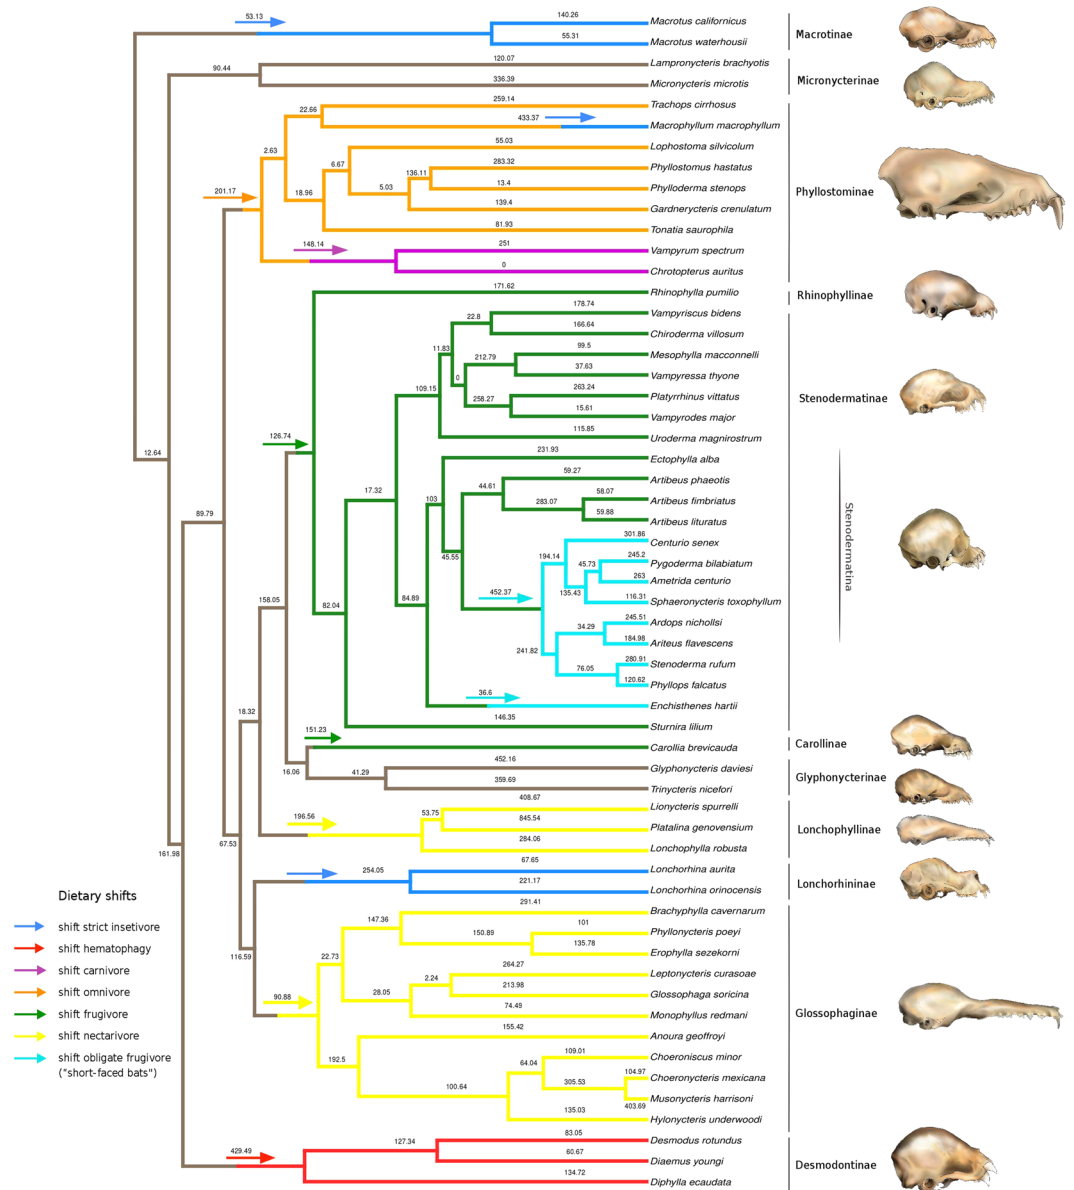 53.13
140.26
Macrotus californicus
55.31
Macrotus waterhousii
Macrotinae
120.07
Lampronycteris brachyotis
90.44
336.39
Micronycteris microtis
Micronycterinae
259.14
Trachops cirrhosus
22.66
433.37
Macrophyllum macrophyllum
2.63
55.03
Lophostoma silvicolum
6.67
283.32
Phyllostomus hastatus
136.11
13.4
Phylloderma stenops
5.03
201.17
18.96
139.4
Gardnerycteris crenulatum
Phyllostominae
81.93
Tonatia saurophila
148.14
251
Vampyrum spectrum
0
Chrotopterus auritus
171.62
Rhinophylla pumilio
Rhinophyllinae
178.74
Vampyriscus bidens
22.8
166.64
Chiroderma villosum
11.83
99.5
Mesophylla macconnelli
212.79
37.63
Vampyressa thyone
0
109.15
263.24
Platyrrhinus vittatus
258.27
15.61
Vampyrodes major
Stenodermatinae
115.85
Uroderma magnirostrum
126.74
12.64
231.93
Ectophylla alba
59.27
Artibeus phaeotis
17.32
44.61
103
58.07
Artibeus fimbriatus
283.07
59.88
Artibeus lituratus
89.79
Stenodermatina
301.86
Centurio senex
45.55
194.14
245.2
Pygoderma bilabiatum
45.73
263
Ametrida centurio
452.37
135.43
116.31
Sphaeronycteris toxophyllum
158.05
82.04
84.89
245.51
Ardops nichollsi
34.29
184.98
Ariteus flavescens
241.82
280.91
Stenoderma rufum
76.05
120.62
Phyllops falcatus
36.6
Enchisthenes hartii
18.32
146.35
Sturnira lilium
151.23
Carollia brevicauda
Carollinae
16.06
452.16
Glyphonycteris daviesi
41.29
359.69
Trinycteris nicefori
Glyphonycterinae
408.67
Lionycteris spurrelli
196.56
53.75
845.54
Platalina genovensium
Lonchophyllinae
67.53
284.06
Lonchophylla robusta
161.98
67.65
Lonchorhina aurita
254.05
221.17
Lonchorhina orinocensis
Lonchorhininae
291.41
Brachyphylla cavernarum
147.36
101
Phyllonycteris poeyi
150.89
135.78
Erophylla sezekorni
116.59
22.73
264.27
Leptonycteris curasoae
2.24
213.98
Glossophaga soricina
28.05
90.88
74.49
Monophyllus redmani
Glossophaginae
155.42
Anoura geoffroyi
192.5
109.01
Choeroniscus minor
64.04
104.97
Choeronycteris mexicana
305.53
100.64
Musonycteris harrisoni
403.69
135.03
Hylonycteris underwoodi
83.05
Desmodus rotundus
127.34
429.49
60.67
Diaemus youngi
Desmodontinae
134.72
Diphylla ecaudata
Dietary shifts
shift strict insetivore
shift hematophagy
shift carnivore
shift omnivore
shift frugivore
shift nectarivore
shift obligate frugivore
("short-faced bats")